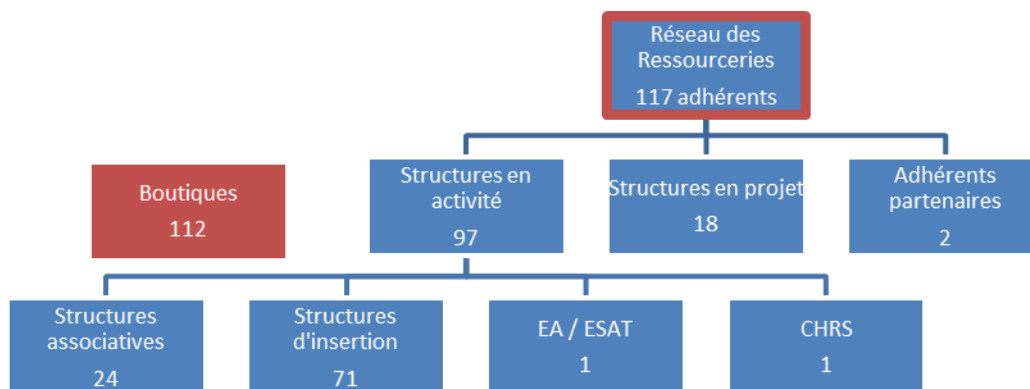 Réseau des
Ressourceries
117 adhérents
Boutiques
112
Structures en
activité
97
Structures en projet
18
Adhérents
partenaires
2
Structures
associatives
24
Structures
d'insertion
71
EA / ESAT
1
CHRS
1